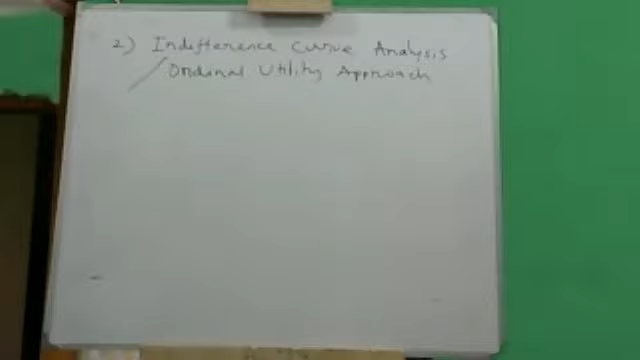 2) Indifference Curve Analysis
/ Ordinal Utility Approach